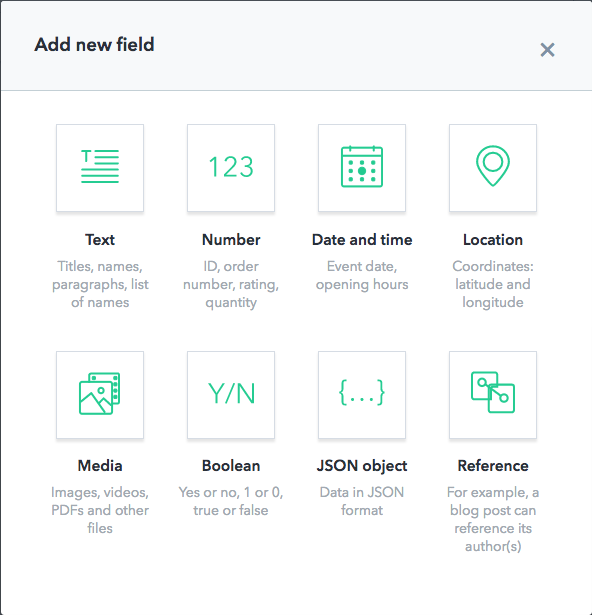 Add new field
T
123
Text
Number
Date and time
Location
Titles, names,
paragraphs, list
of names
ID, order
number, rating,
quantity
Event date,
opening hours
Coordinates:
latitude and
longitude
Y/N
{...}
Media
Boolean
JSON object
Reference
Images, videos,
PDFs and other
files
Yes or no, 1 or 0,
true or false
Data in JSON
format
For example, a
blog post can
reference its
author(s)